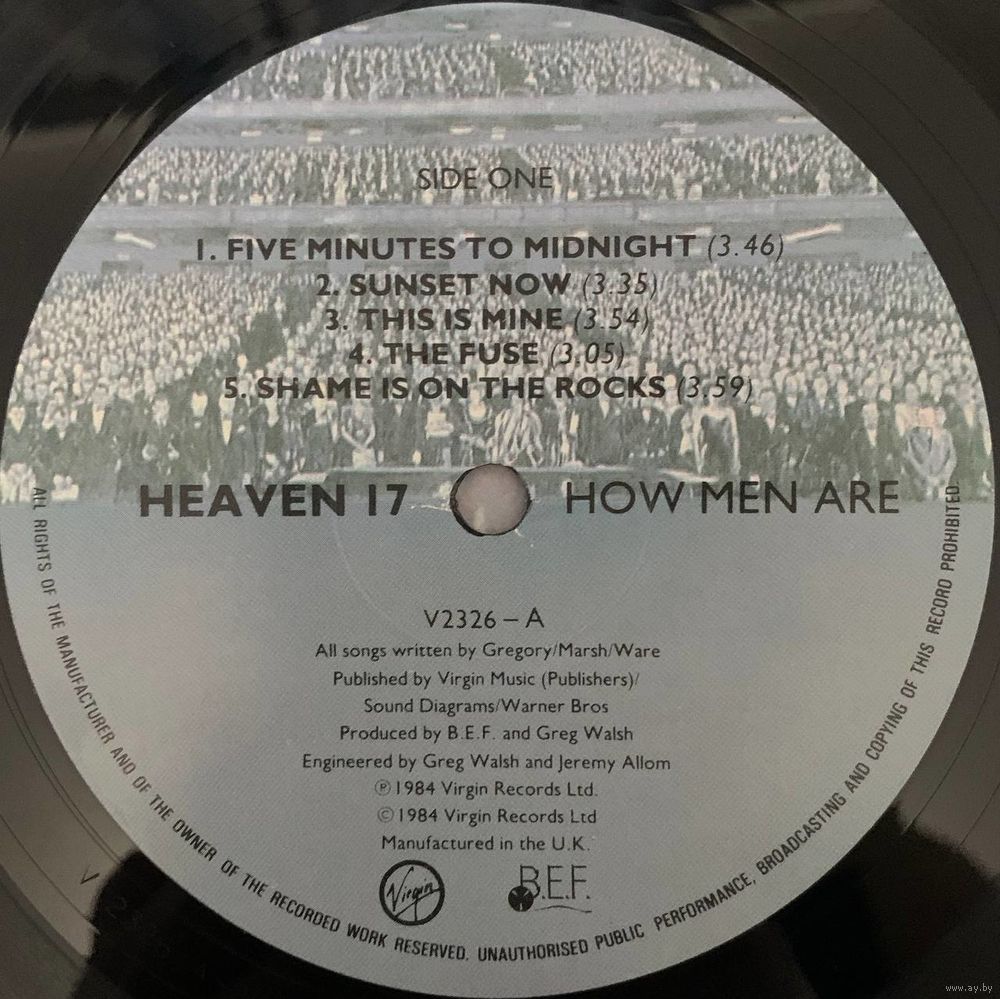 SIDE ONE
1. FIVE MINUTES TO MIDNIGHT (3.46)
2. SUNSET NOW (3.35)
3. THIS IS MINE (3.54)
4. THE FUSE (3.05)
5. SHAME IS ON THE ROCKS (3.59)
HEAVEN 17 HOW MEN ARE
V2326 – A
All songs written by Gregory/Marsh/Ware
Published by Virgin Music (Publishers)/
Sound Diagrams/Warner Bros
Produced by B.E.F. and Greg Walsh
Engineered by Greg Walsh and Jeremy Allom
℗ 1984 Virgin Records Ltd.
© 1984 Virgin Records Ltd
Manufactured in the U.K.
Virgin B.E.F.
ALL RIGHTS OF THE MANUFACTURER AND OF THE OWNER OF THE RECORDED WORK RESERVED. UNAUTHORISED PUBLIC PERFORMANCE, BROADCASTING AND COPYING OF THIS RECORD PROHIBITED.
www.ay.by